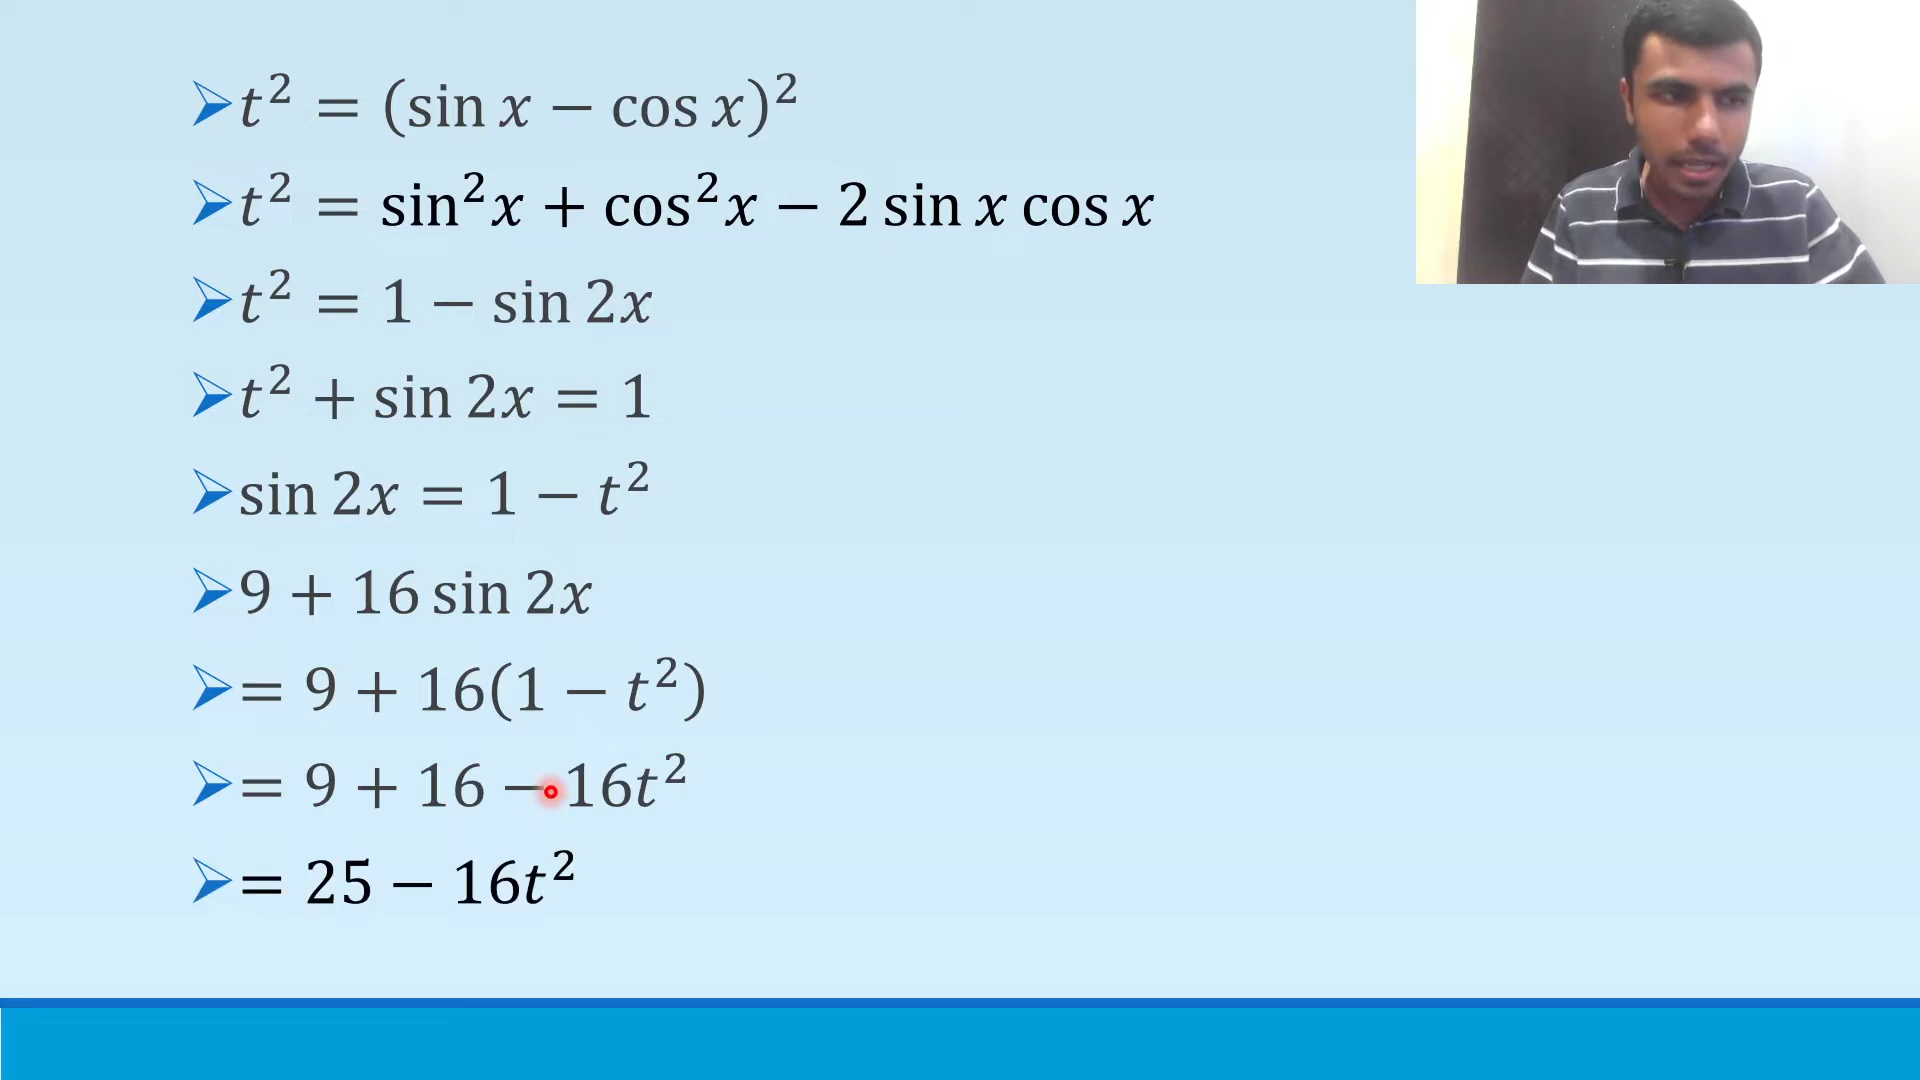 t² = (sin x − cos x)²
t² = sin²x + cos²x − 2 sin x cos x
t² = 1 − sin 2x
t² + sin 2x = 1
sin 2x = 1 − t²
9 + 16 sin 2x
= 9 + 16(1 − t²)
= 9 + 16 − 16t²
= 25 − 16t²